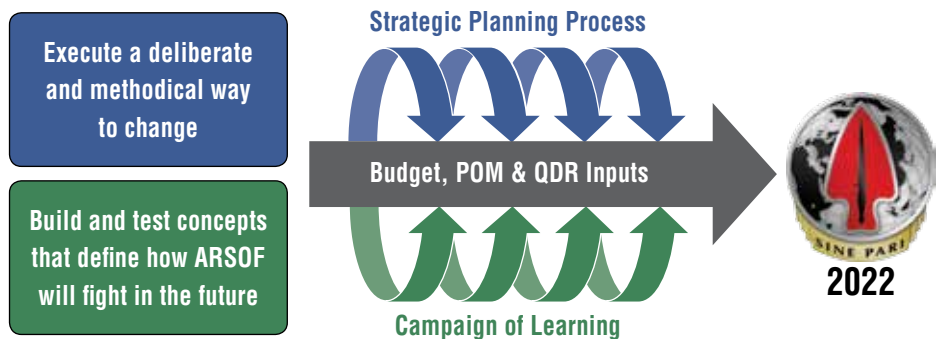 Execute a deliberate
and methodical way
to change
Build and test concepts
that define how ARSOF
will fight in the future
Strategic Planning Process
Budget, POM & QDR Inputs
Campaign of Learning
SINE PARI
2022